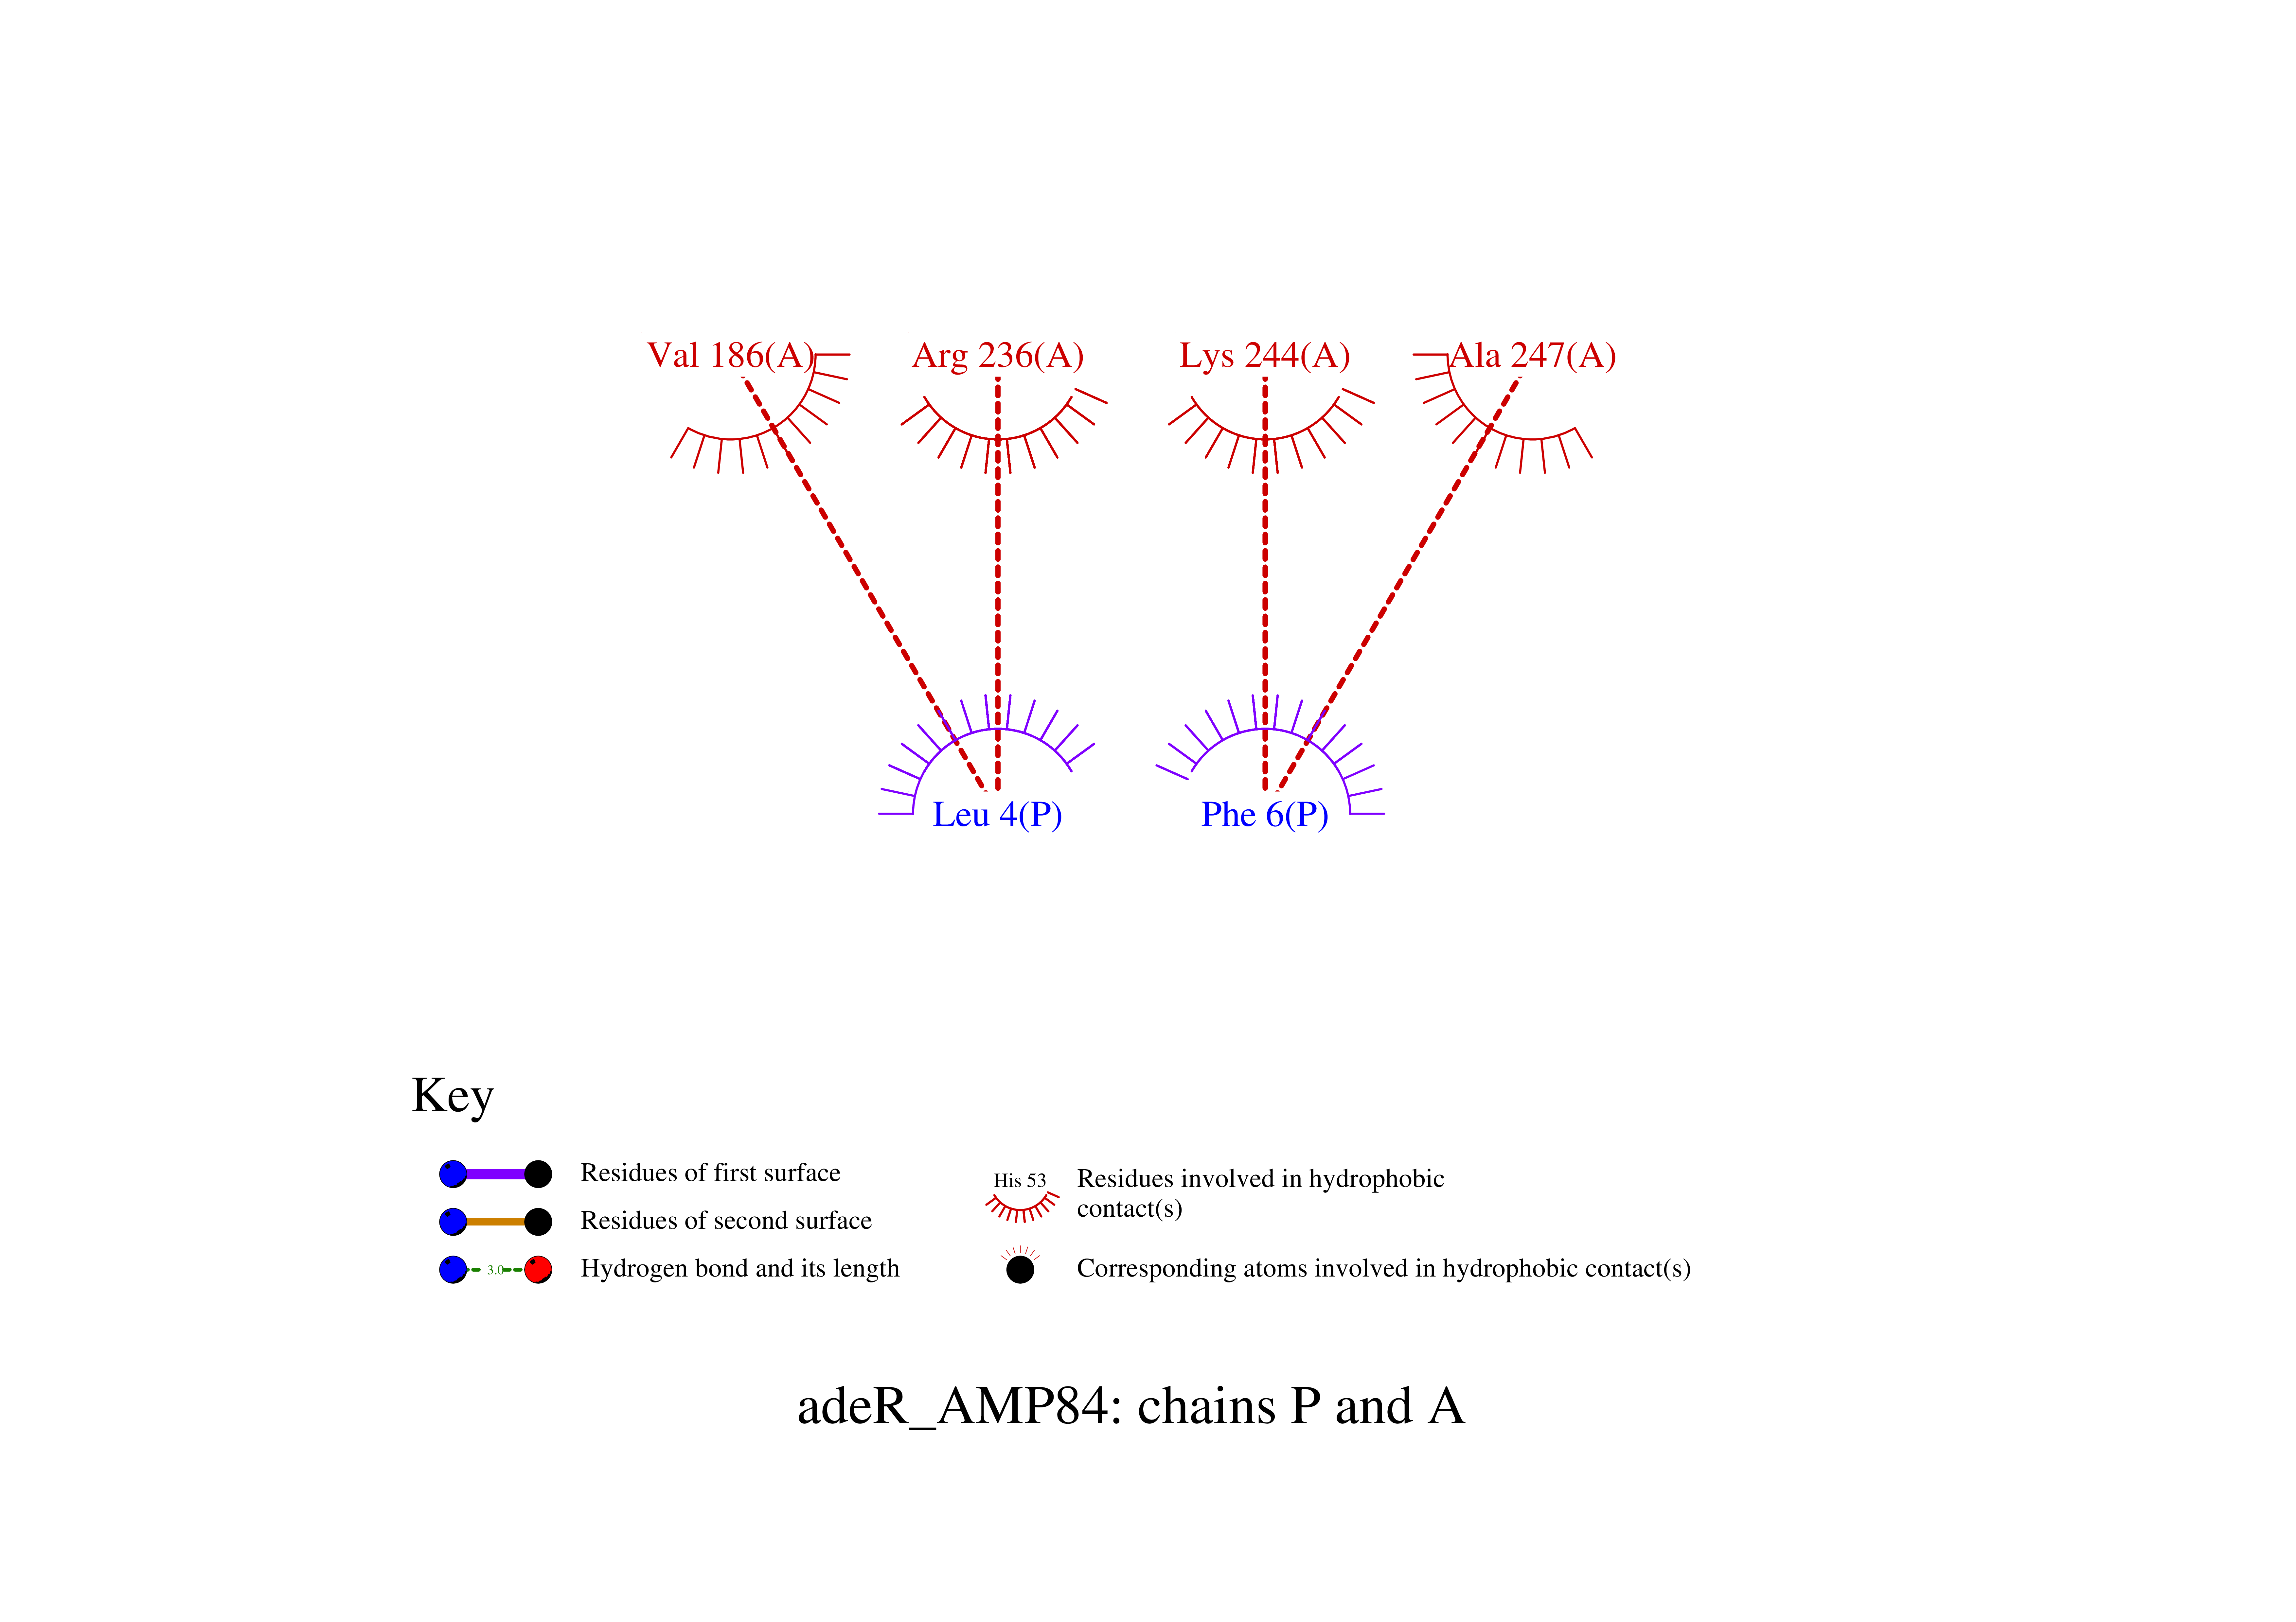 Val 186(A) Arg 236(A) Lys 244(A) Ala 247(A)
Leu 4(P) Phe 6(P)
Key
Residues of first surface
Residues of second surface
3.0 Hydrogen bond and its length
His 53 Residues involved in hydrophobic
contact(s)
Corresponding atoms involved in hydrophobic contact(s)
adeR_AMP84: chains P and A